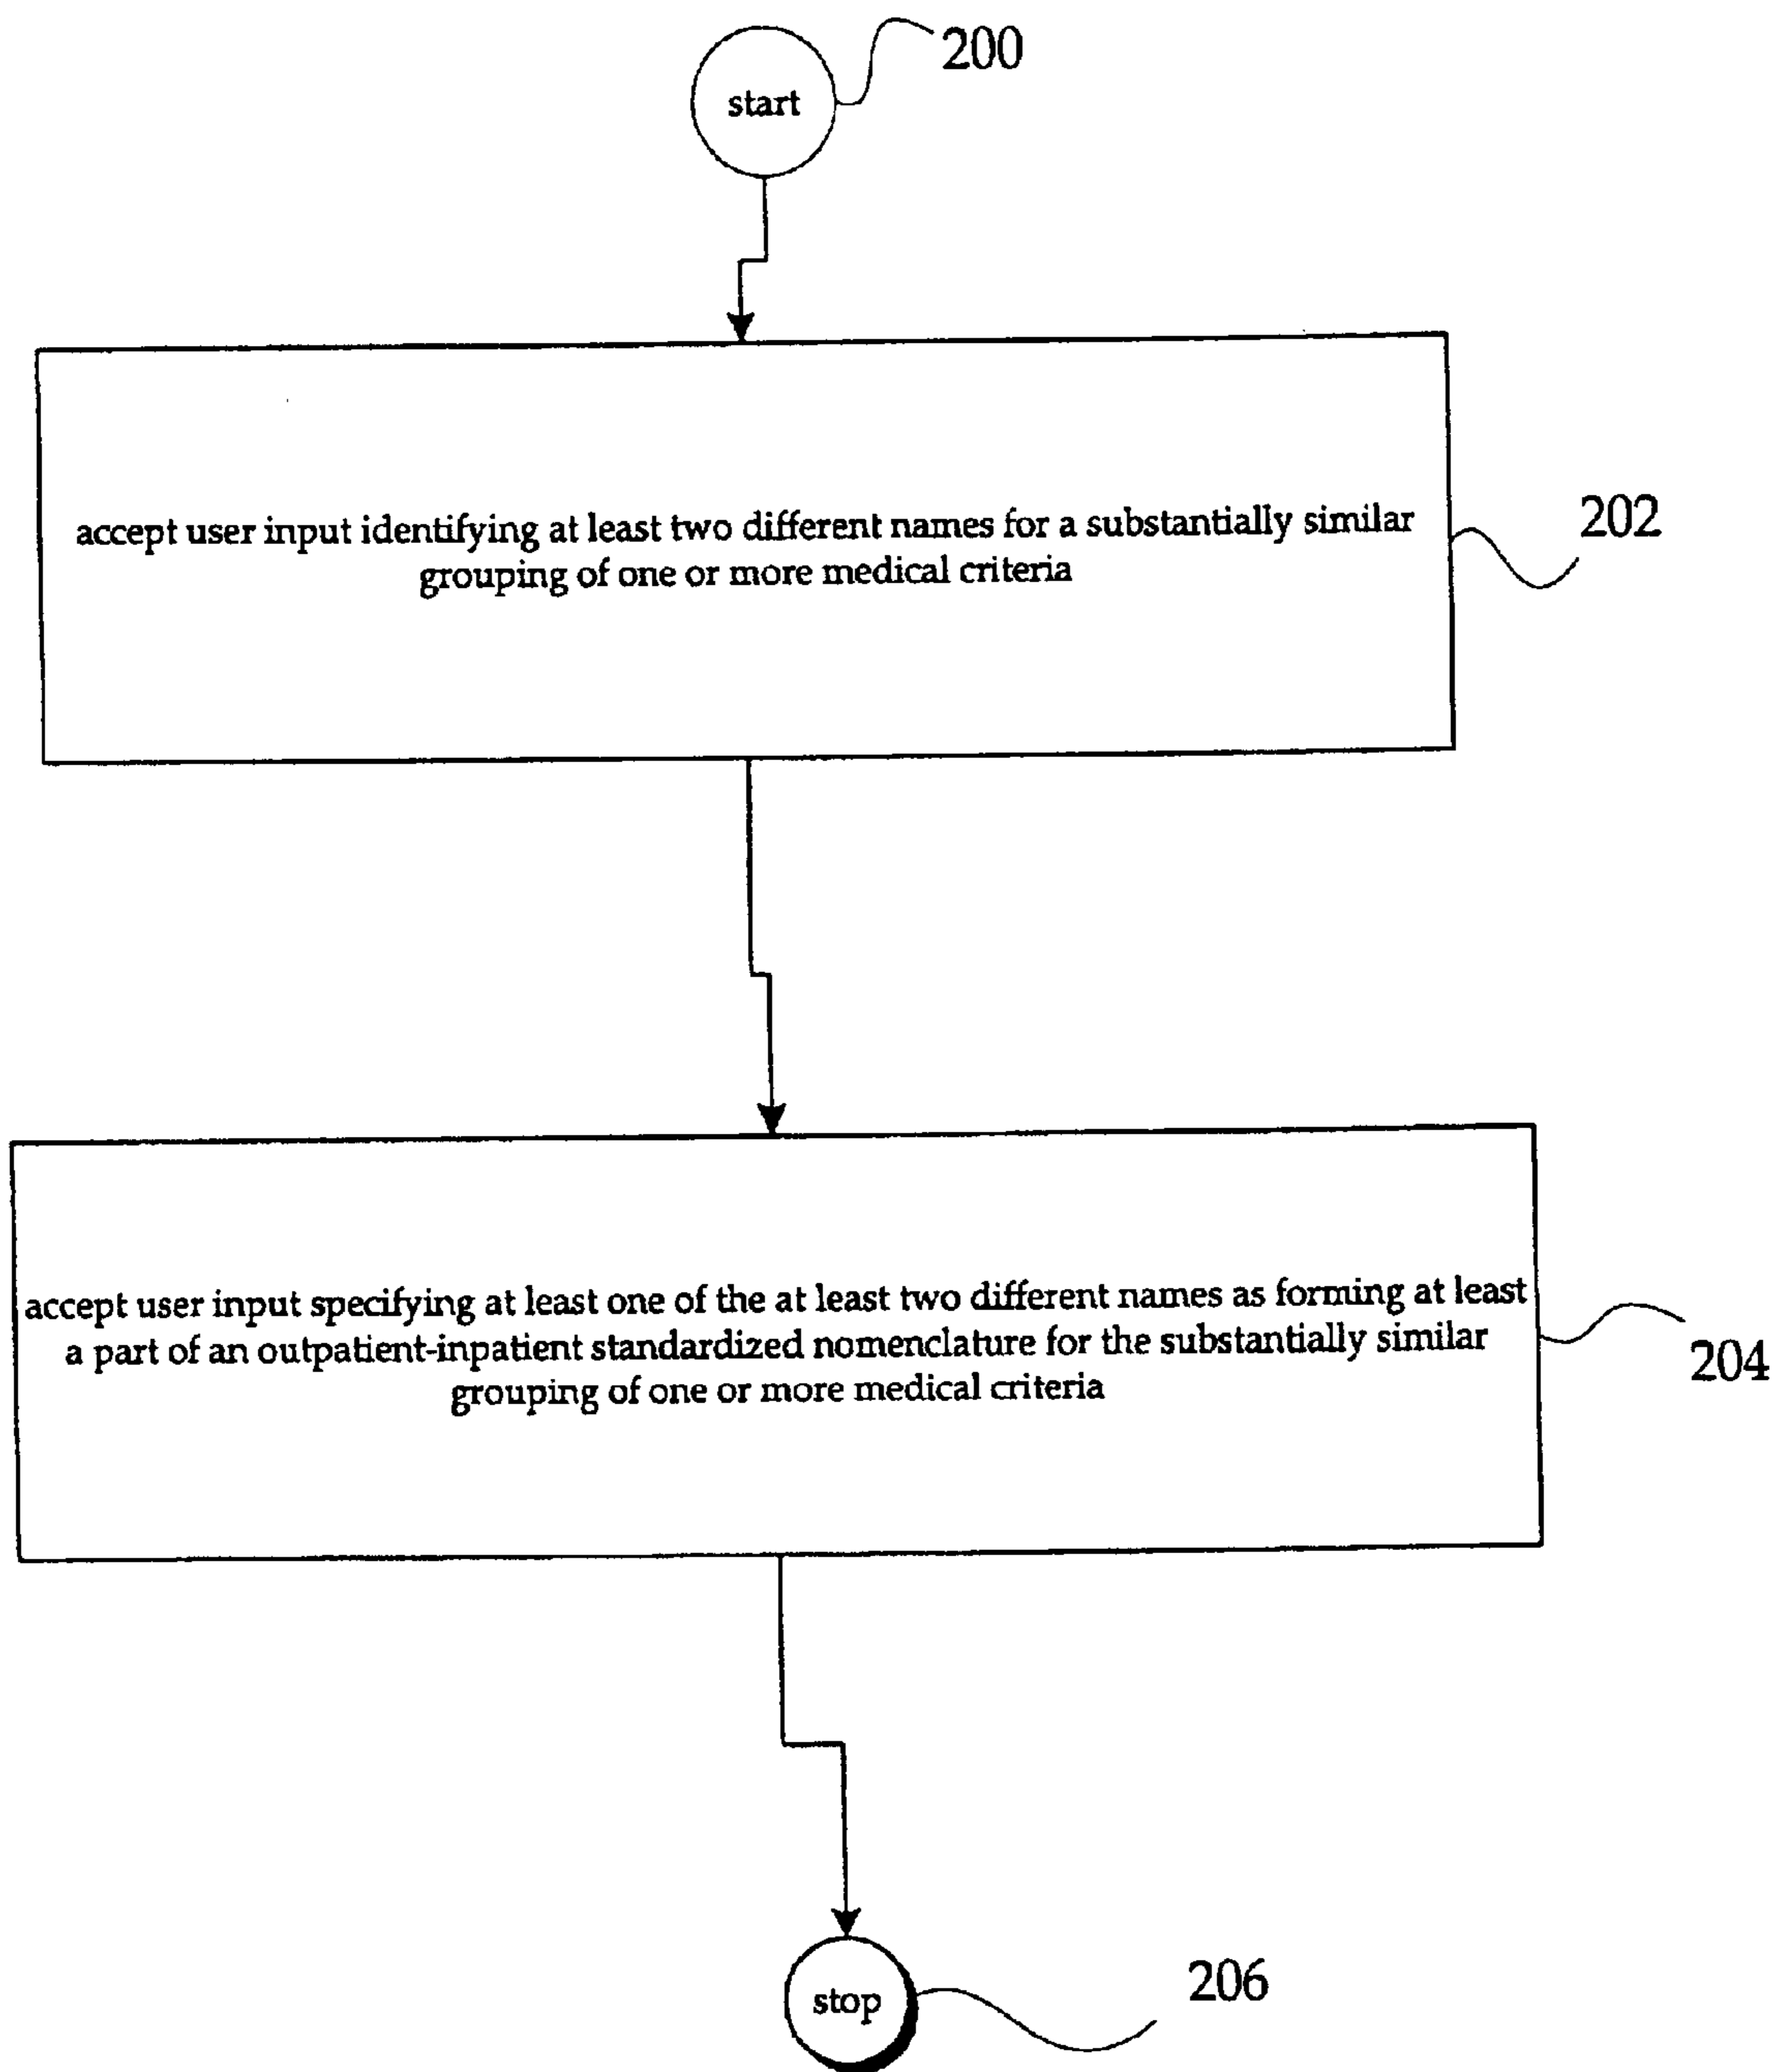 start
200
accept user input identifying at least two different names for a substantially similar
grouping of one or more medical criteria
202
accept user input specifying at least one of the at least two different names as forming at least
a part of an outpatient-inpatient standardized nomenclature for the substantially similar
grouping of one or more medical criteria
204
stop
206